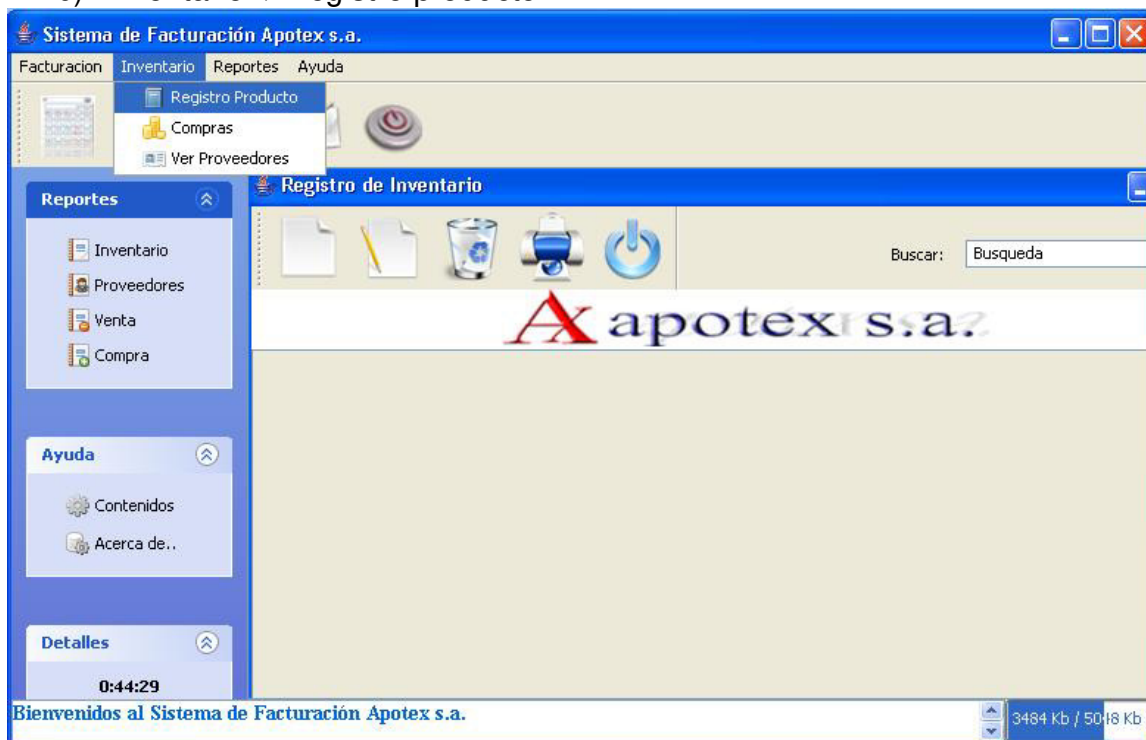 Sistema de Facturación Apotex s.a.
Facturacion Inventario Reportes Ayuda
Registro Producto
Compras
Ver Proveedores
Registro de Inventario
Buscar: Busqueda
apotex s.a.
Reportes
Inventario
Proveedores
Venta
Compra
Ayuda
Contenidos
Acerca de..
Detalles
0:44:29
Bienvenidos al Sistema de Facturación Apotex s.a.
3484 Kb / 5048 Kb